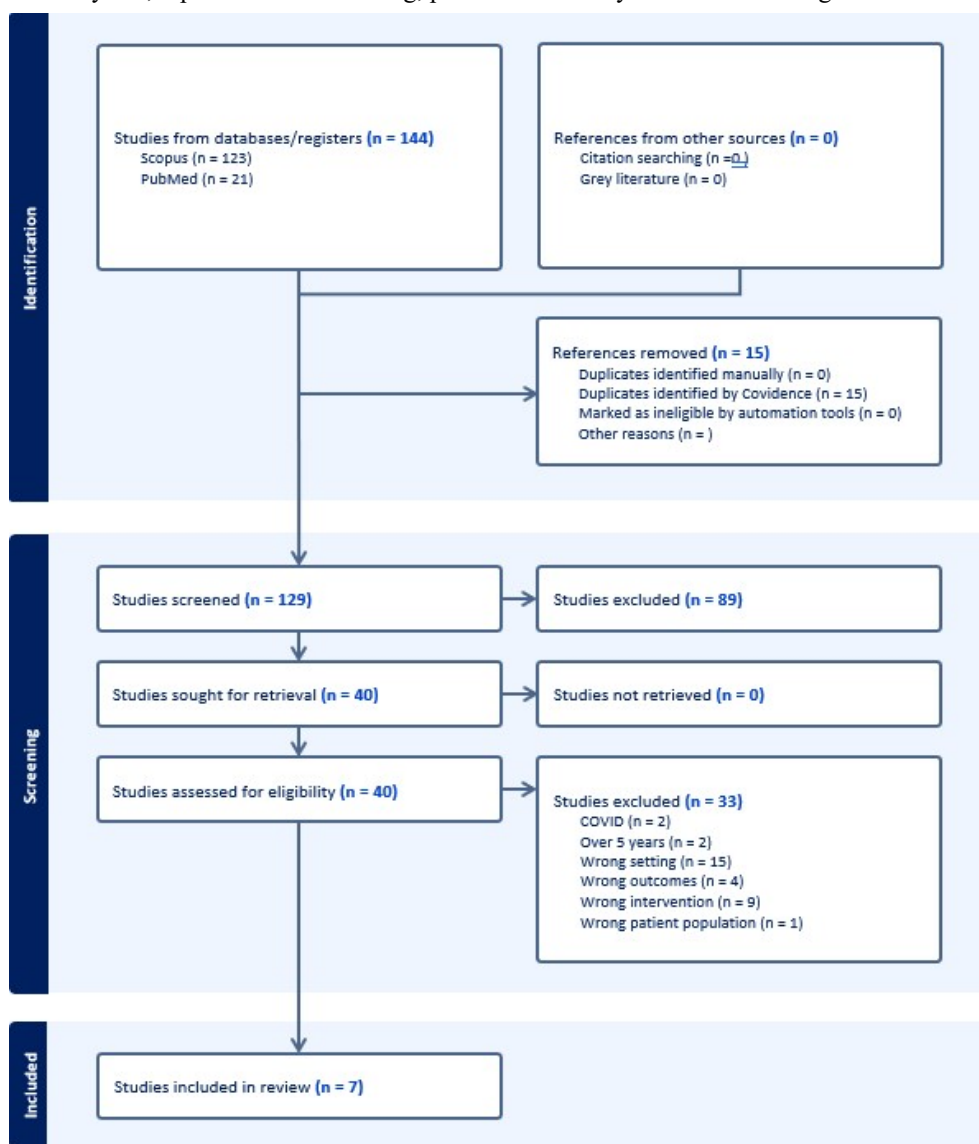 Identification
Studies from databases/registers (n = 144)
Scopus (n = 123)
PubMed (n = 21)
References from other sources (n = 0)
Citation searching (n =0 )
Grey literature (n = 0)
References removed (n = 15)
Duplicates identified manually (n = 0)
Duplicates identified by Covidence (n = 15)
Marked as ineligible by automation tools (n = 0)
Other reasons (n = )
Screening
Studies screened (n = 129)
Studies excluded (n = 89)
Studies sought for retrieval (n = 40)
Studies not retrieved (n = 0)
Studies assessed for eligibility (n = 40)
Studies excluded (n = 33)
COVID (n = 2)
Over 5 years (n = 2)
Wrong setting (n = 15)
Wrong outcomes (n = 4)
Wrong intervention (n = 9)
Wrong patient population (n = 1)
Included
Studies included in review (n = 7)